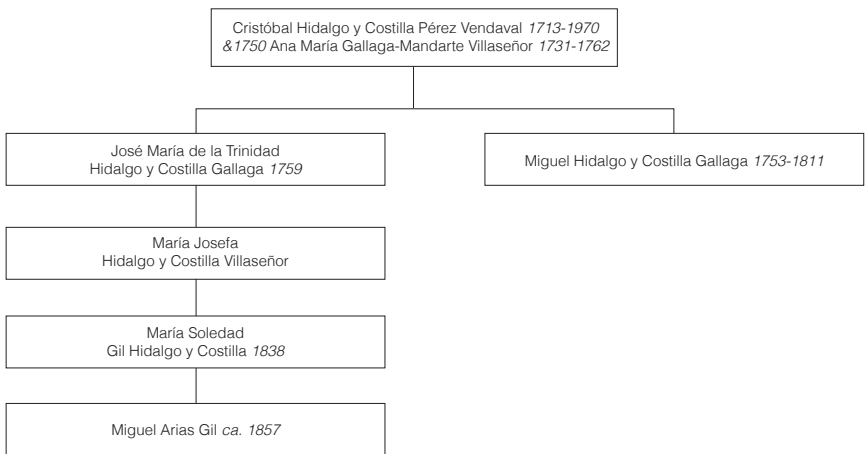 Cristóbal Hidalgo y Costilla Pérez Vendaval 1713-1970
&1750 Ana María Gallaga-Mandarte Villaseñor 1731-1762
José María de la Trinidad
Hidalgo y Costilla Gallaga 1759
Miguel Hidalgo y Costilla Gallaga 1753-1811
María Josefa
Hidalgo y Costilla Villaseñor
María Soledad
Gil Hidalgo y Costilla 1838
Miguel Arias Gil ca. 1857